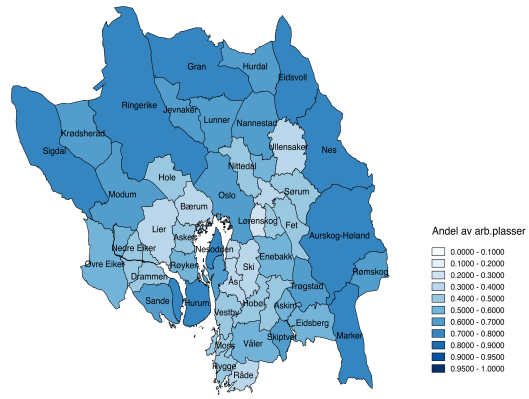 Gran
Hurdal
Eidsvoll
Ringerike
Jevnaker
Lunner
Nannestad
Krødsherad
Ullensaker
Sigdal
Nes
Nittedal
Hole
Modum
Oslo
Sørum
Bærum
Lørenskog
Fet
Lier
Asker
Aurskog-Høland
Nedre Eiker
Nesodden
Enebakk
Øvre Eiker
Røyken
Ski
Rømskog
Drammen
Ås
Trøgstad
Sande
Hurum
Hobøl
Askim
Vestby
Eidsberg
Skiptvet
Marker
Moss
Våler
Rygge
Råde
Andel av arb.plasser
0.0000 - 0.1000
0.1000 - 0.2000
0.2000 - 0.3000
0.3000 - 0.4000
0.4000 - 0.5000
0.5000 - 0.6000
0.6000 - 0.7000
0.7000 - 0.8000
0.8000 - 0.9000
0.9000 - 0.9500
0.9500 - 1.0000